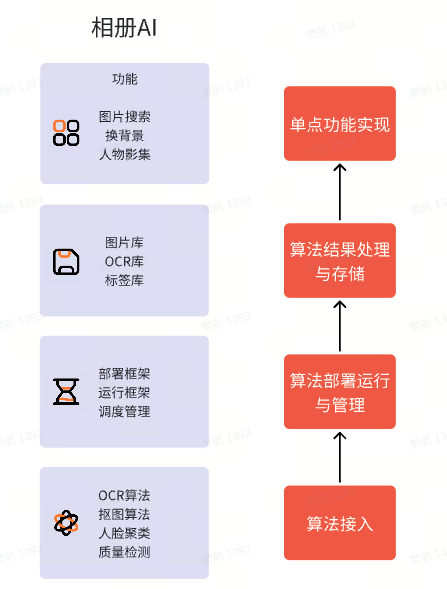 相册AI
功能
图片搜索
换背景
人物影集
单点功能实现
图片库
OCR库
标签库
算法结果处理
与存储
部署框架
运行框架
调度管理
算法部署运行
与管理
OCR算法
抠图算法
人脸聚类
质量检测
算法接入